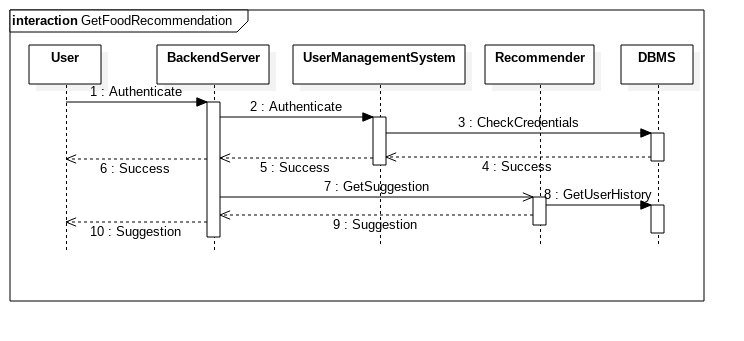 interaction GetFoodRecommendation
User
BackendServer
UserManagementSystem
Recommender
DBMS
1 : Authenticate
2 : Authenticate
3 : CheckCredentials
4 : Success
5 : Success
6 : Success
7 : GetSuggestion
8 : GetUserHistory
9 : Suggestion
10 : Suggestion